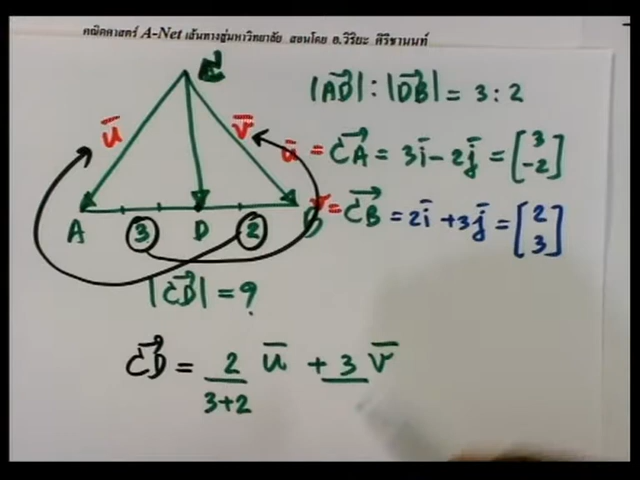 คณิตศาสตร์ A-Net เส้นทางสู่มหาวิทยาลัย สอนโดย อ.วิริยะ ศิริชานนท์
C
|AD⃗| : |DB⃗| = 3 : 2
ū v̄
ū = CA⃗ = 3i̅ − 2j̅ = [3 −2]
v̄ = CB⃗ = 2i̅ + 3j̅ = [2 3]
A 3 D 2 B
|CD⃗| = ?
CD⃗ = 2 ū + 3 v̄
3+2